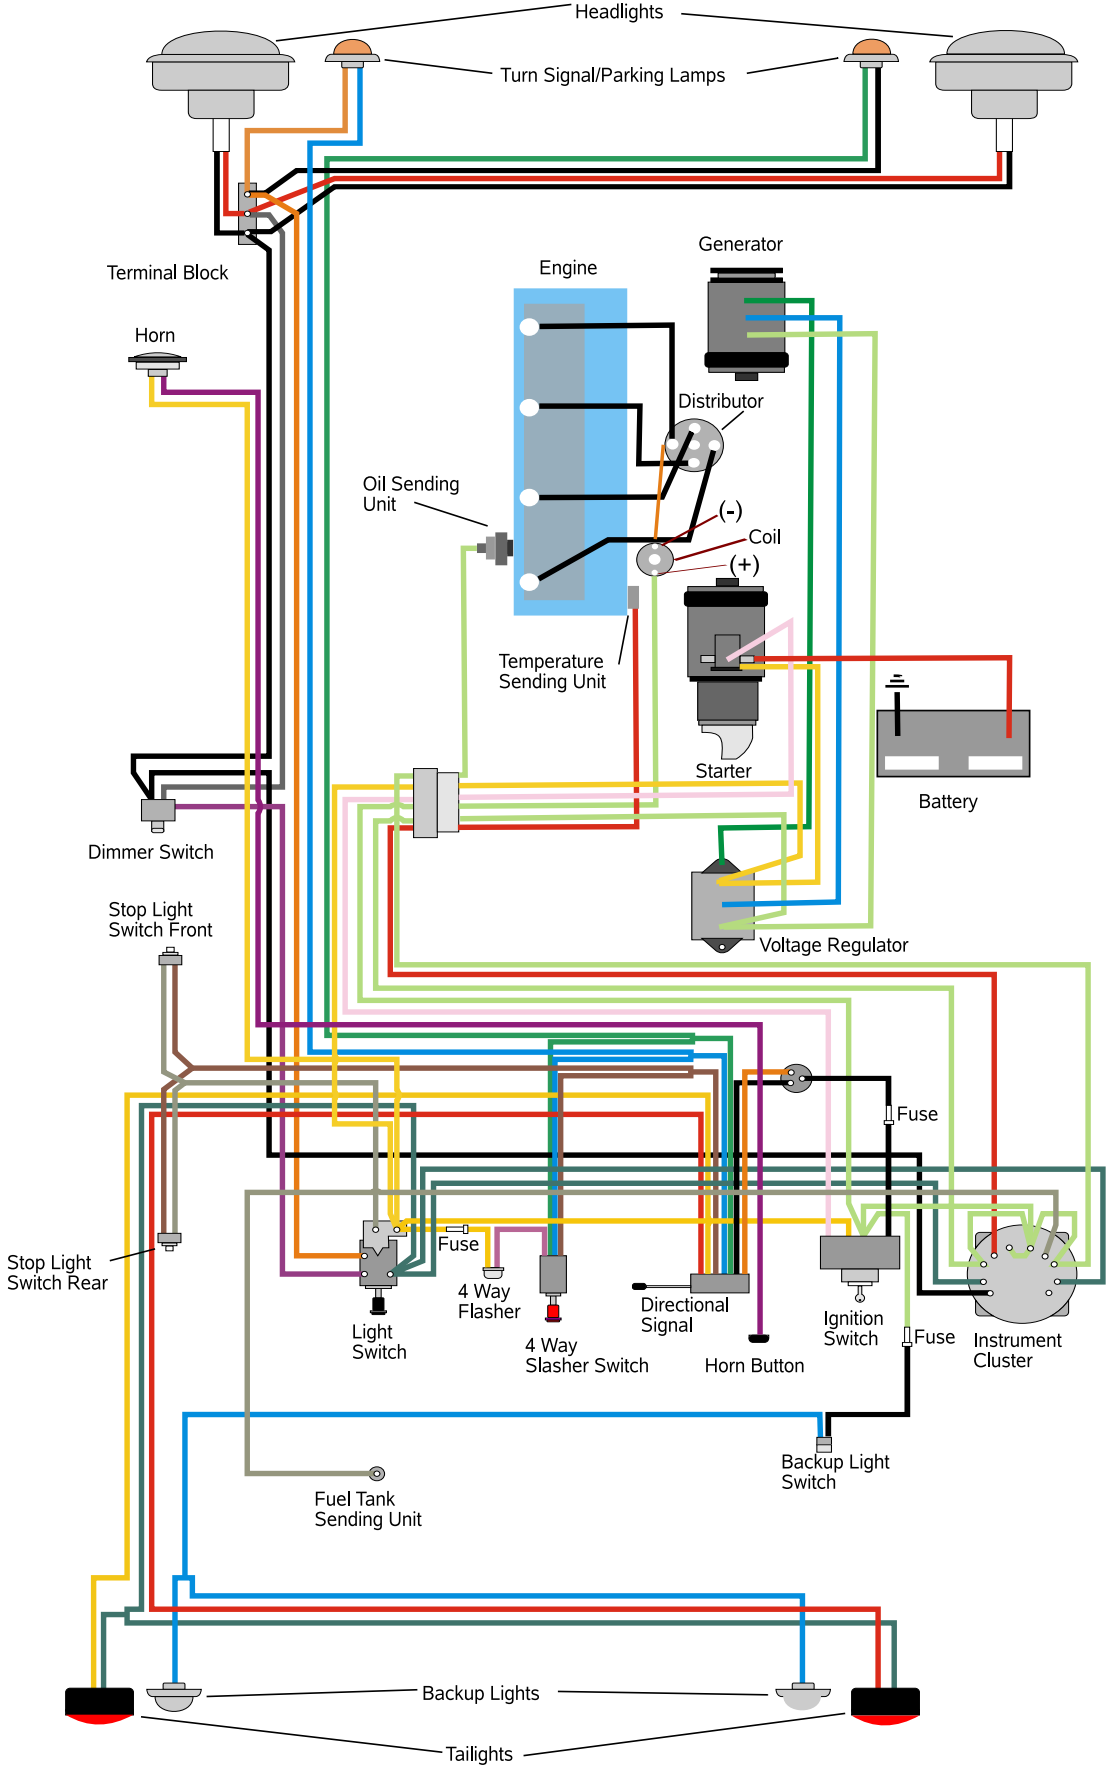 Headlights
Turn Signal/Parking Lamps
Generator
Engine
Terminal Block
Horn
Distributor
Oil Sending
Unit
(-)
Coil
(+)
Temperature
Sending Unit
Starter
Battery
Dimmer Switch
Stop Light
Switch Front
Voltage Regulator
Fuse
Stop Light
Switch Rear
Fuse
4 Way
Flasher
Light
Switch
4 Way
Slasher Switch
Directional
Signal
Horn Button
Ignition
Switch
Fuse
Instrument
Cluster
Backup Light
Switch
Fuel Tank
Sending Unit
Backup Lights
Tailights